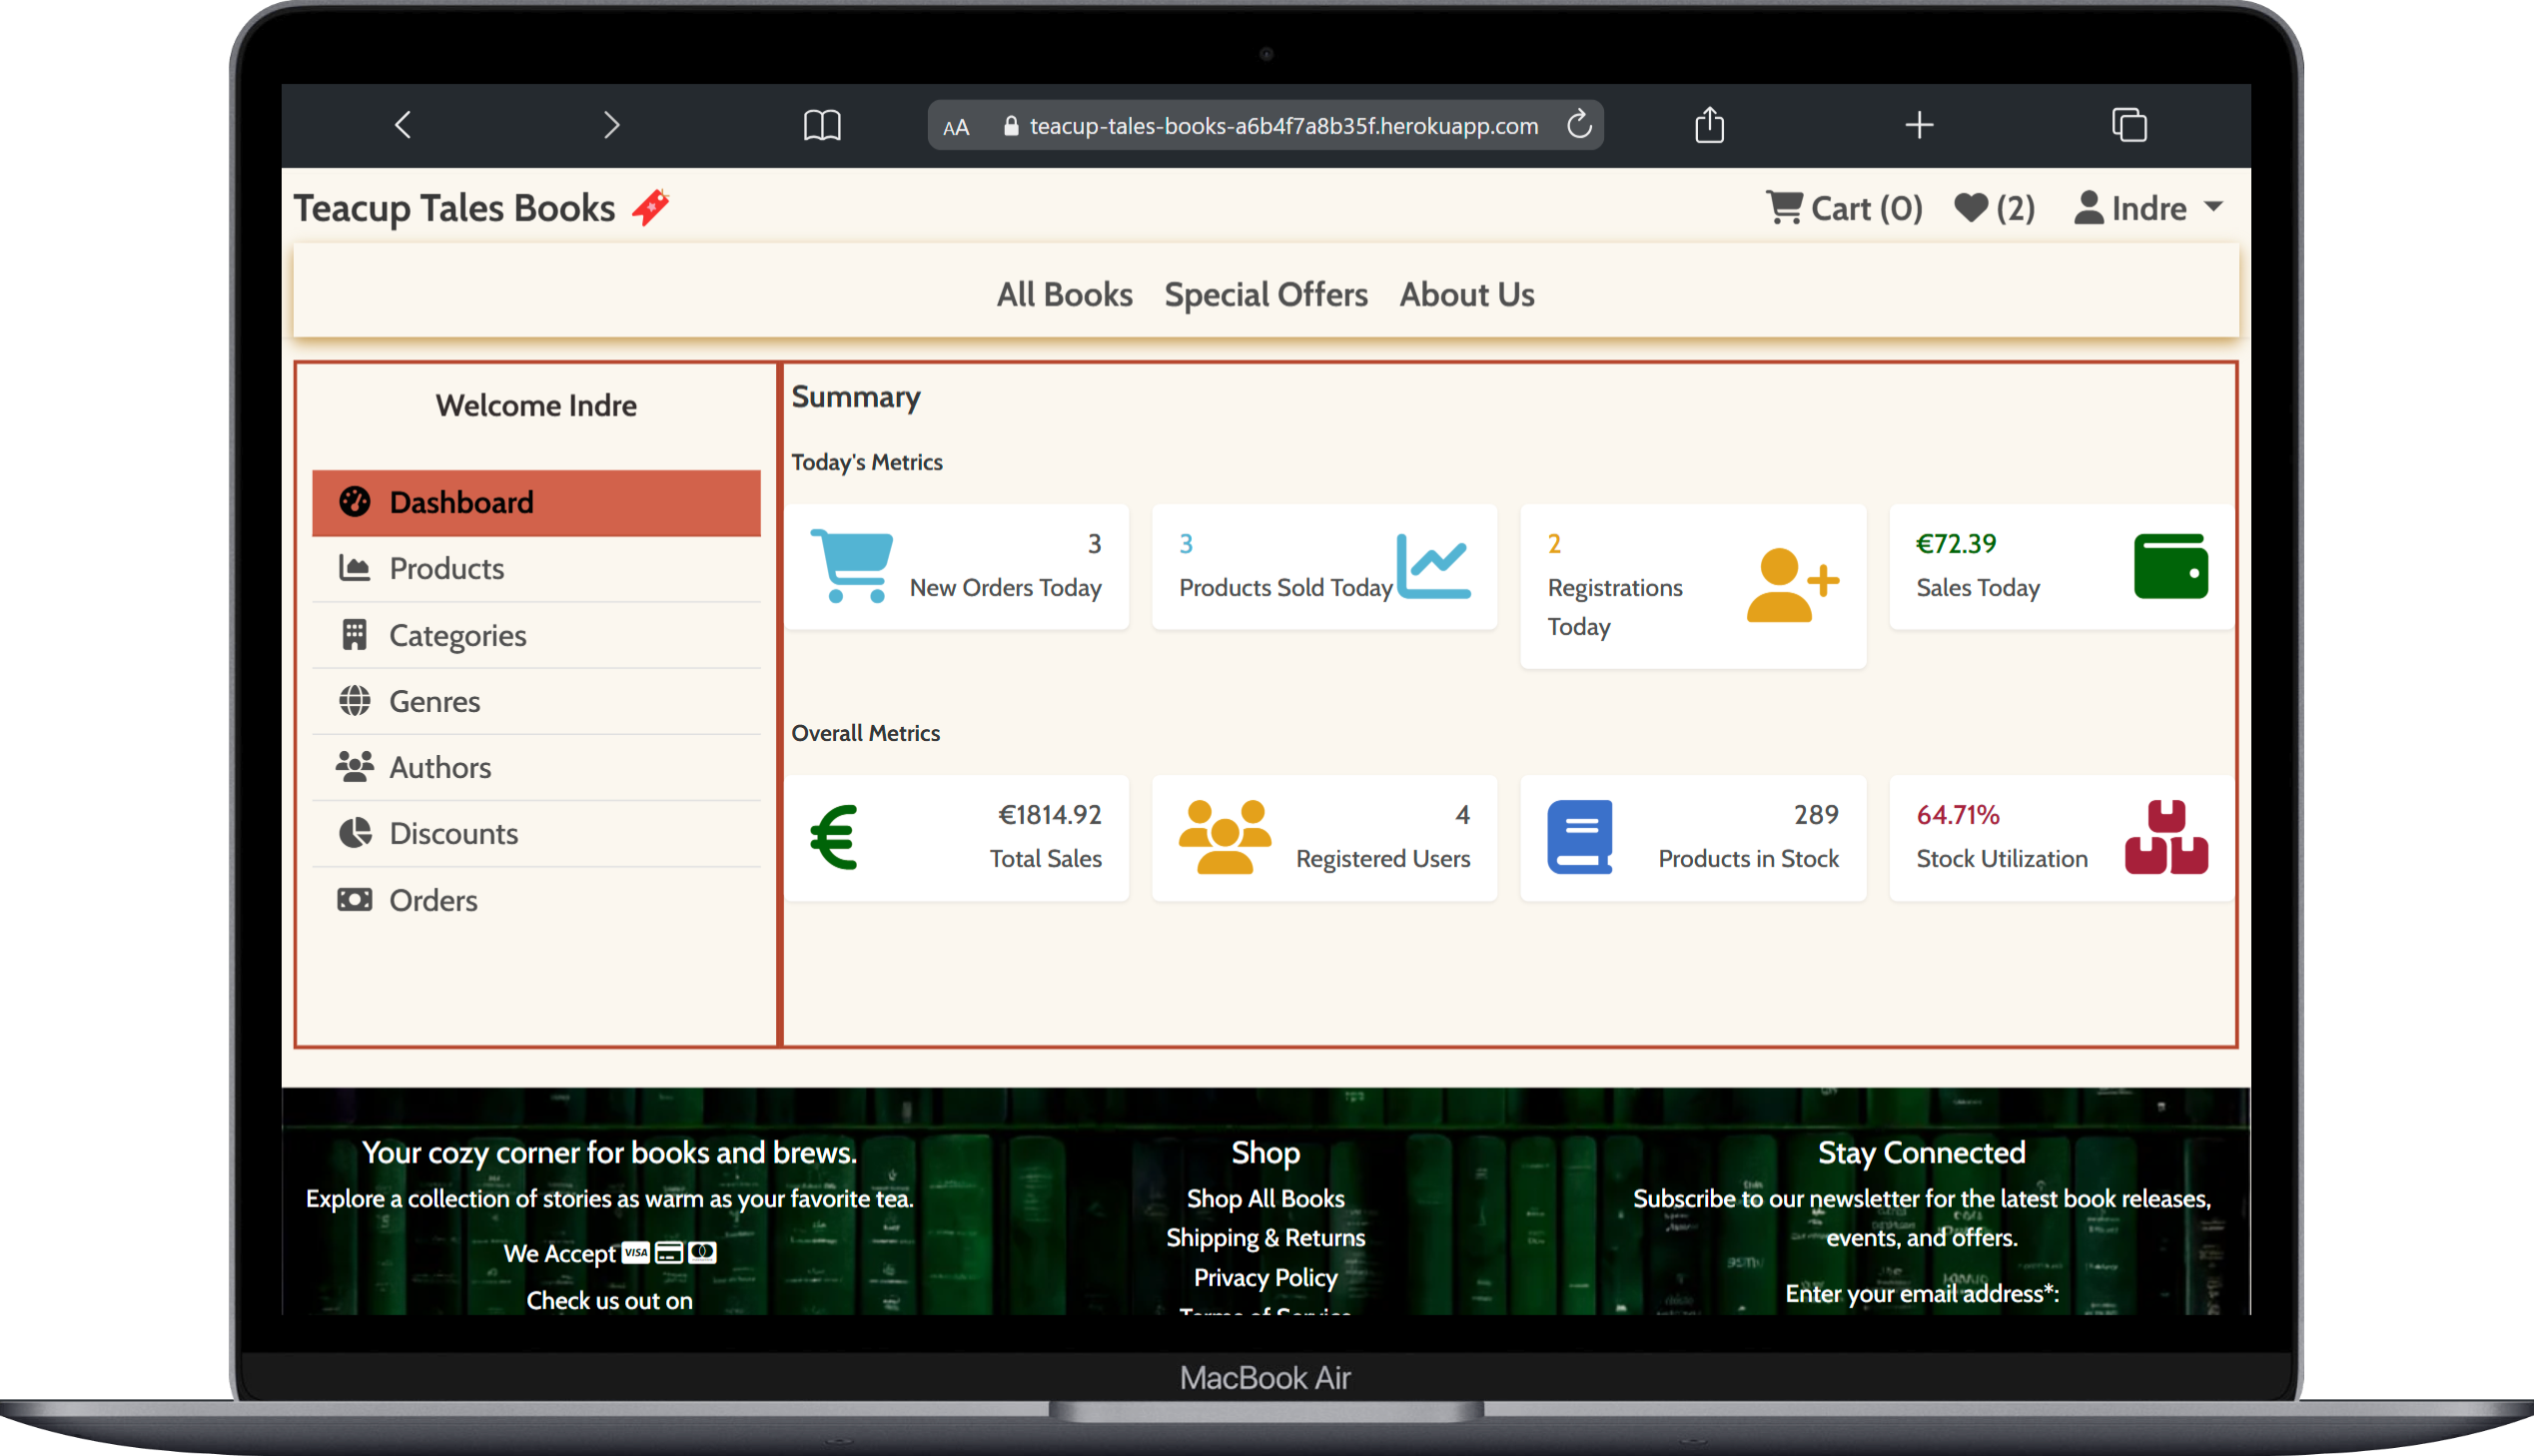 AA teacup-tales-books-a6b4f7a8b35f.herokuapp.com
Teacup Tales Books
Cart (0) (2) Indre
All Books Special Offers About Us
Welcome Indre
Dashboard
Products
Categories
Genres
Authors
Discounts
Orders
Summary
Today's Metrics
3
New Orders Today
3
Products Sold Today
2
Registrations
Today
€72.39
Sales Today
Overall Metrics
€1814.92
Total Sales
4
Registered Users
289
Products in Stock
64.71%
Stock Utilization
Your cozy corner for books and brews.
Explore a collection of stories as warm as your favorite tea.
We Accept VISA
Check us out on
Shop
Shop All Books
Shipping & Returns
Privacy Policy
Terms of Service
Stay Connected
Subscribe to our newsletter for the latest book releases,
events, and offers.
Enter your email address*:
MacBook Air